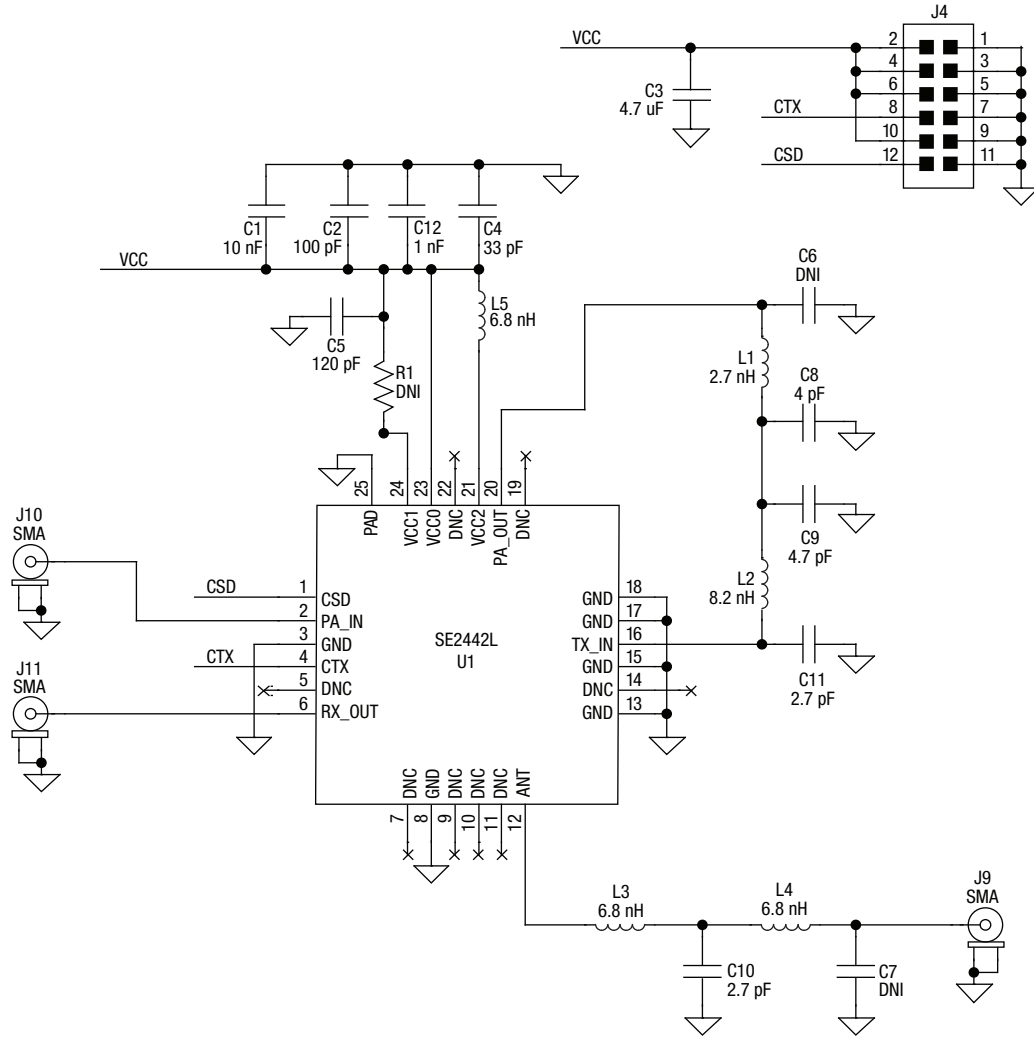 J4
VCC
2
1
4
3
C3
4.7 uF
6
5
CTX
8
7
10
9
CSD
12
11
C1
10 nF
C2
100 pF
C12
1 nF
C4
33 pF
VCC
C6
DNI
L5
6.8 nH
C5
120 pF
R1
DNI
L1
2.7 nH
C8
4 pF
25
24
23
22
21
20
19
PAD
VCC1
VCC0
DNC
VCC2
PA_OUT
DNC
C9
4.7 pF
L2
8.2 nH
J10
SMA
CSD
1
CSD
2
PA_IN
3
GND
CTX
4
CTX
5
DNC
6
RX_OUT
SE2442L
U1
GND
18
GND
17
TX_IN
16
GND
15
DNC
14
GND
13
C11
2.7 pF
J11
SMA
DNC
GND
DNC
DNC
DNC
ANT
7
8
9
10
11
12
L3
6.8 nH
L4
6.8 nH
J9
SMA
C10
2.7 pF
C7
DNI